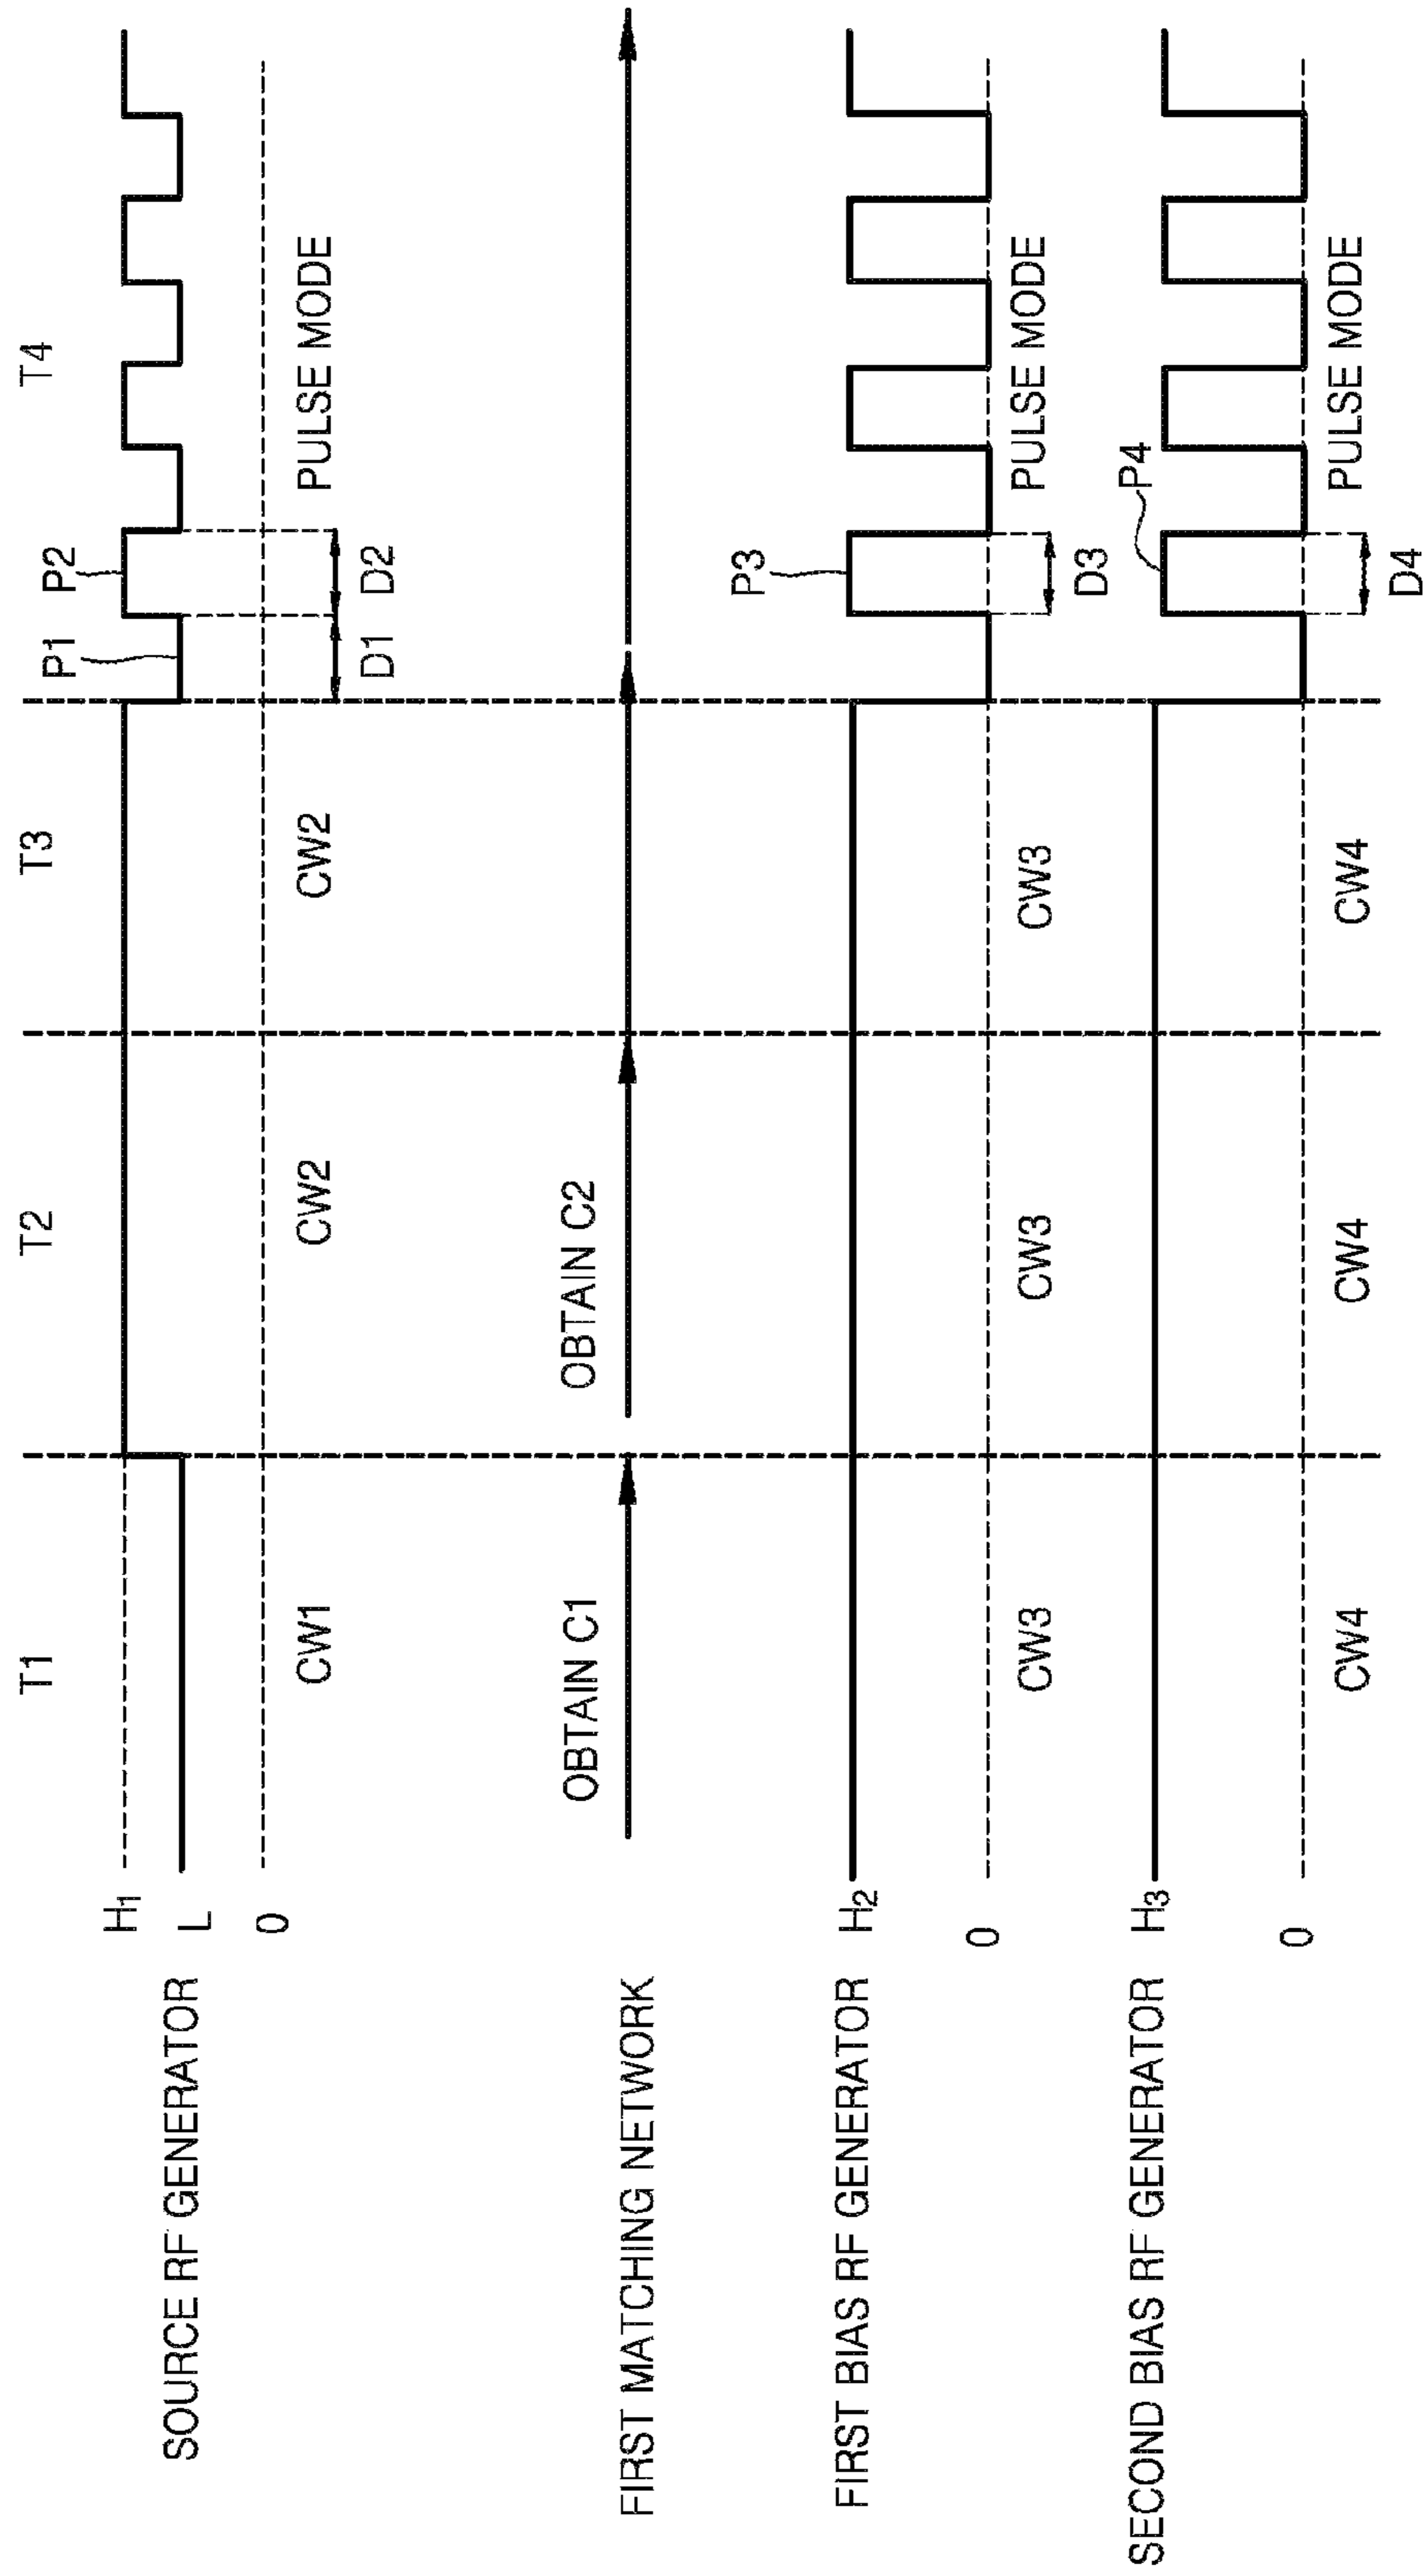 T1 T2 T3 T4
H1
L
0
SOURCE RF GENERATOR
P1 P2
CW1 CW2 CW2 PULSE MODE
D1 D2
FIRST MATCHING NETWORK
OBTAIN C1 OBTAIN C2
FIRST BIAS RF GENERATOR
H2
0
P3
CW3 CW3 CW3 PULSE MODE
D3
SECOND BIAS RF GENERATOR
H3
0
P4
CW4 CW4 CW4 PULSE MODE
D4